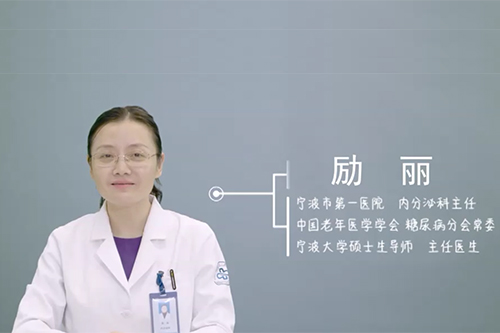 励 丽
宁波市第一医院 内分泌科主任
中国老年医学学会 糖尿病分会常委
宁波大学硕士生导师 主任医生